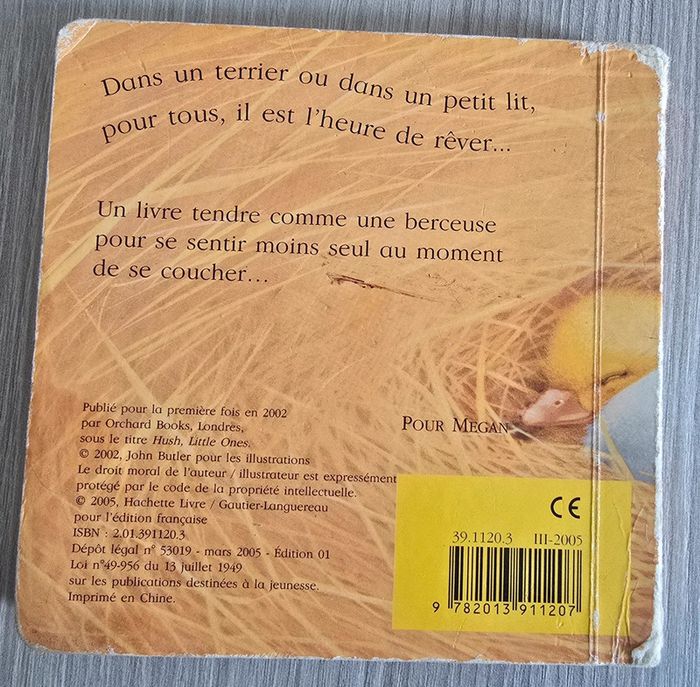 Dans un terrier ou dans un petit lit,
pour tous, il est l'heure de rêver...
Un livre tendre comme une berceuse
pour se sentir moins seul au moment
de se coucher...
Publié pour la première fois en 2002
par Orchard Books, Londres,
sous le titre Hush, Little Ones.
© 2002, John Butler pour les illustrations
Le droit moral de l'auteur / illustrateur est expressément
protégé par le code de la propriété intellectuelle.
© 2005, Hachette Livre / Gautier-Languereau
pour l'édition française
ISBN : 2.01.391120.3
Dépôt légal n° 53019 - mars 2005 - Édition 01
Loi n°49-956 du 13 juillet 1949
sur les publications destinées à la jeunesse.
Imprimé en Chine.
POUR MEGAN
CE
39.1120.3 III-2005
9 782013 911207